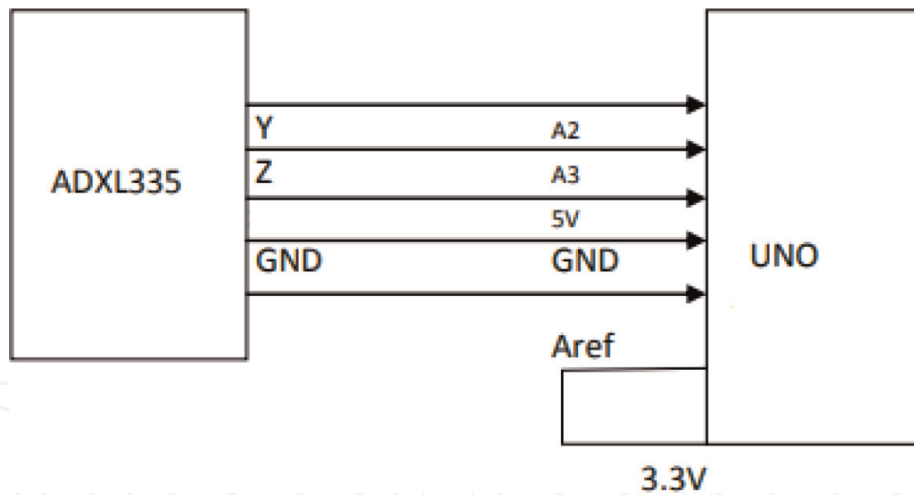 Y A2
ADXL335 Z A3
5V
GND GND UNO
Aref
3.3V